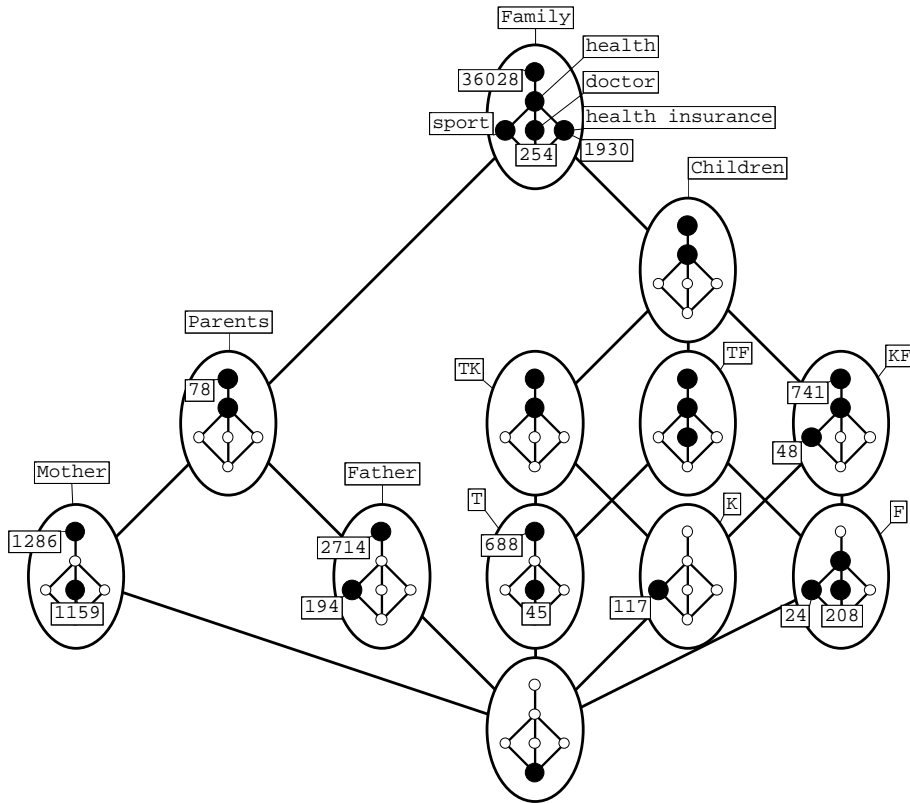 Family
health
36028
doctor
sport
health insurance
254
1930
Children
Parents
TK
TF
KF
78
741
48
Mother
Father
T
K
F
1286
2714
688
1159
194
45
117
24
208